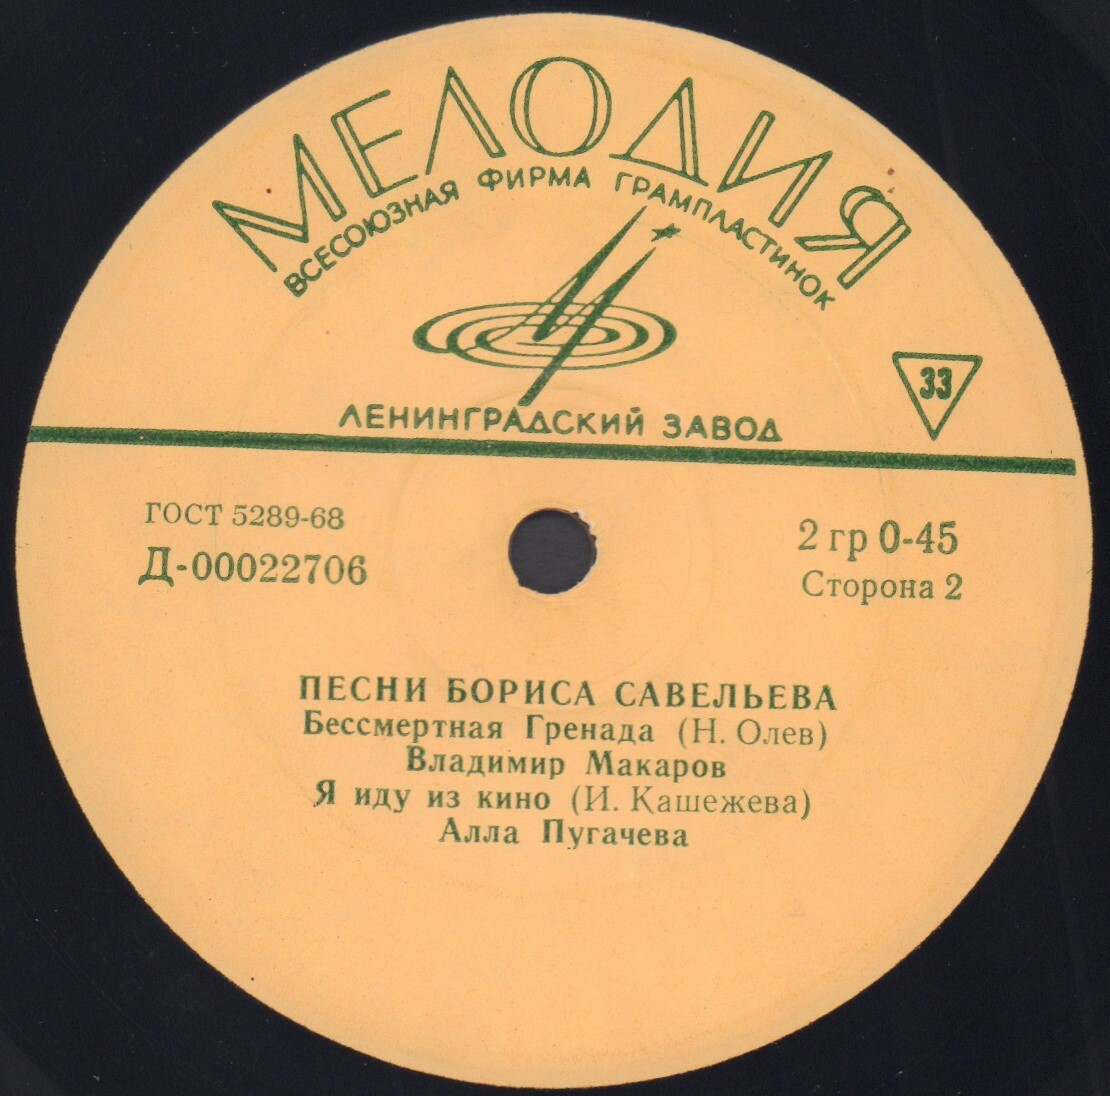 МЕЛОДИЯ
ВСЕСОЮЗНАЯ ФИРМА ГРАМПЛАСТИНОК
33
ЛЕНИНГРАДСКИЙ ЗАВОД
ГОСТ 5289-68
Д-00022706
2 гр 0-45
Сторона 2
ПЕСНИ БОРИСА САВЕЛЬЕВА
Бессмертная Гренада (Н. Олев)
Владимир Макаров
Я иду из кино (И. Кашежева)
Алла Пугачева